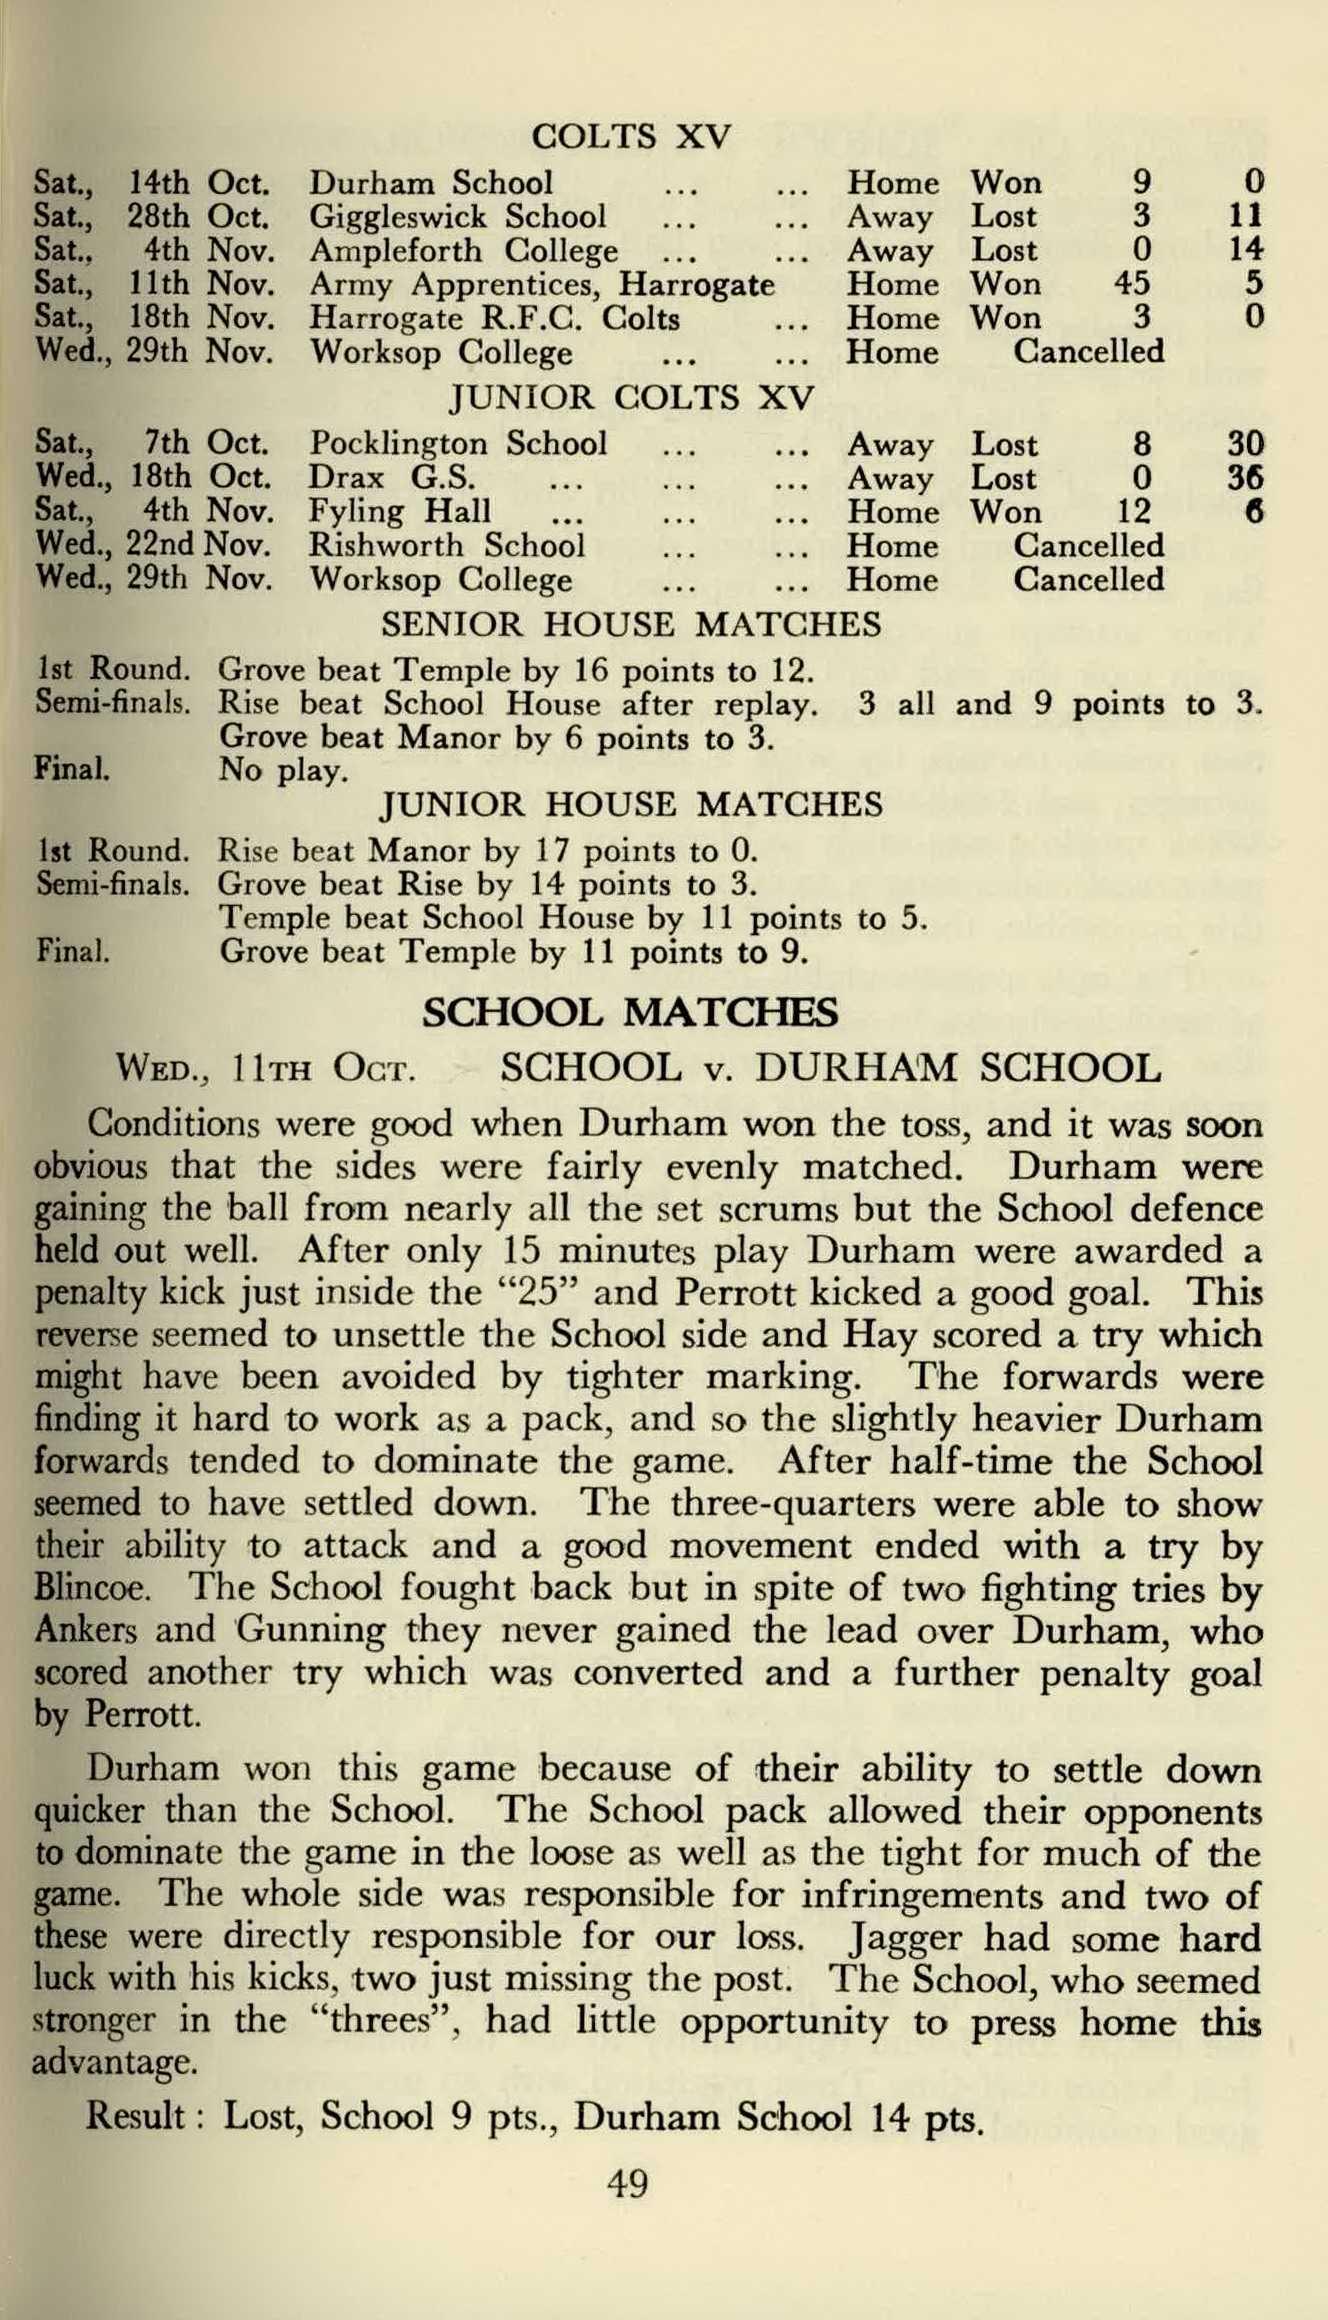 COLTS XV
Sat., 14th Oct. Durham School ... ... Home Won 9 0
Sat., 28th Oct. Giggleswick School ... ... Away Lost 3 11
Sat., 4th Nov. Ampleforth College ... ... Away Lost 0 14
Sat., 11th Nov. Army Apprentices, Harrogate Home Won 45 5
Sat., 18th Nov. Harrogate R.F.C. Colts ... Home Won 3 0
Wed., 29th Nov. Worksop College ... ... Home Cancelled
JUNIOR COLTS XV
Sat., 7th Oct. Pocklington School ... ... Away Lost 8 30
Wed., 18th Oct. Drax G.S. ... ... ... Away Lost 0 36
Sat., 4th Nov. Fyling Hall ... ... ... Home Won 12 6
Wed., 22nd Nov. Rishworth School ... ... Home Cancelled
Wed., 29th Nov. Worksop College ... ... Home Cancelled
SENIOR HOUSE MATCHES
1st Round. Grove beat Temple by 16 points to 12.
Semi-finals. Rise beat School House after replay. 3 all and 9 points to 3.
Grove beat Manor by 6 points to 3.
Final. No play.
JUNIOR HOUSE MATCHES
1st Round. Rise beat Manor by 17 points to 0.
Semi-finals. Grove beat Rise by 14 points to 3.
Temple beat School House by 11 points to 5.
Final. Grove beat Temple by 11 points to 9.
SCHOOL MATCHES
WED., 11TH OCT. SCHOOL v. DURHAM SCHOOL
Conditions were good when Durham won the toss, and it was soon
obvious that the sides were fairly evenly matched. Durham were
gaining the ball from nearly all the set scrums but the School defence
held out well. After only 15 minutes play Durham were awarded a
penalty kick just inside the "25" and Perrott kicked a good goal. This
reverse seemed to unsettle the School side and Hay scored a try which
might have been avoided by tighter marking. The forwards were
finding it hard to work as a pack, and so the slightly heavier Durham
forwards tended to dominate the game. After half-time the School
seemed to have settled down. The three-quarters were able to show
their ability to attack and a good movement ended with a try by
Blincoe. The School fought back but in spite of two fighting tries by
Ankers and Gunning they never gained the lead over Durham, who
scored another try which was converted and a further penalty goal
by Perrott.
Durham won this game because of their ability to settle down
quicker than the School. The School pack allowed their opponents
to dominate the game in the loose as well as the tight for much of the
game. The whole side was responsible for infringements and two of
these were directly responsible for our loss. Jagger had some hard
luck with his kicks, two just missing the post. The School, who seemed
stronger in the "threes", had little opportunity to press home this
advantage.
Result : Lost, School 9 pts., Durham School 14 pts.
49